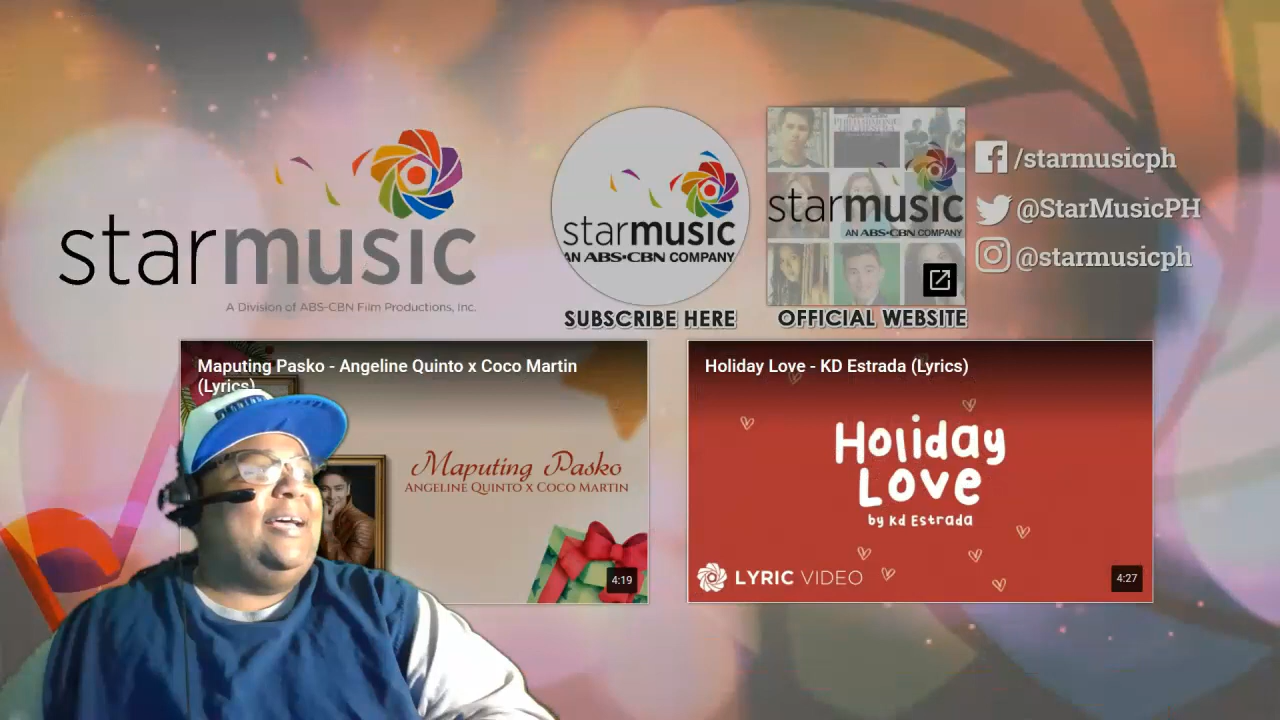 starmusic
A Division of ABS-CBN Film Productions, Inc.
starmusic
AN ABS-CBN COMPANY
SUBSCRIBE HERE
starmusic
AN ABS-CBN COMPANY
OFFICIAL WEBSITE
/starmusicph
@StarMusicPH
@starmusicph
Maputing Pasko - Angeline Quinto x Coco Martin
(Lyrics)
Maputing Pasko
ANGELINE QUINTO X COCO MARTIN
4:19
Holiday Love - KD Estrada (Lyrics)
Holiday
Love
by Kd Estrada
LYRIC VIDEO
4:27